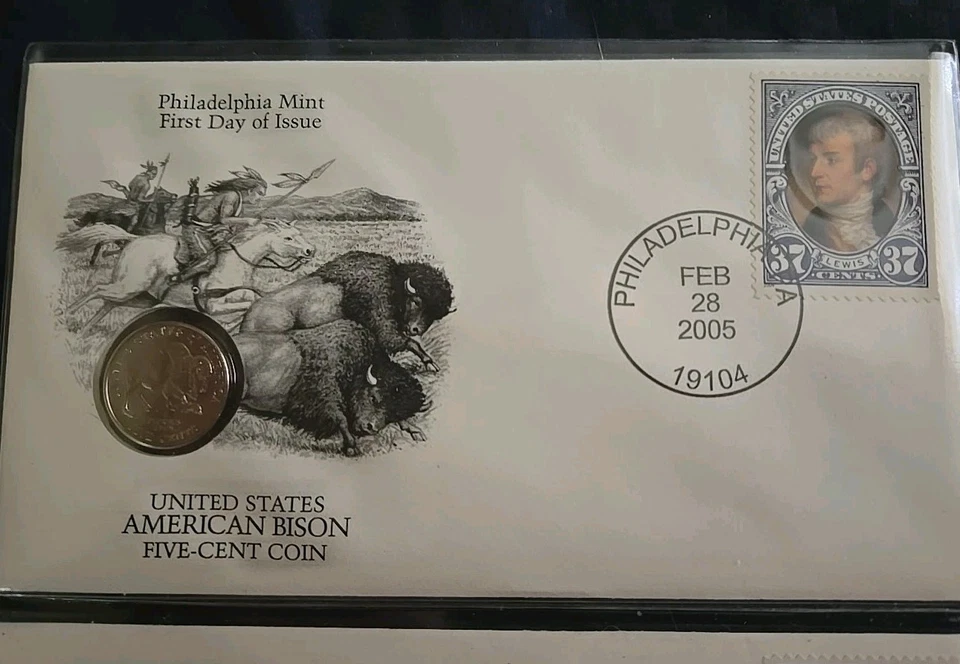 Philadelphia Mint
First Day of Issue
UNITED STATES POSTAGE
37 LEWIS 37
CENTS
PHILADELPHIA
FEB
28
2005
19104
UNITED STATES
AMERICAN BISON
FIVE-CENT COIN